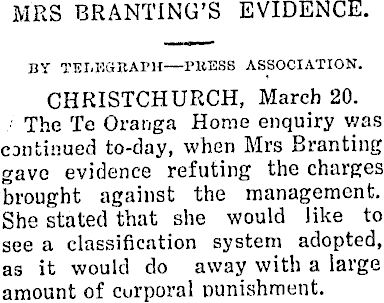 MRS BRANTING'S EVIDENCE.
BY TELEGRAPH—PRESS ASSOCIATION.
CHRISTCHURCH, March 20.
The Te Oranga Home enquiry was
continued to-day, when Mrs Branting
gave evidence refuting the charges
brought against the management.
She stated that she would like to
see a classification system adopted,
as it would do away with a large
amount of corporal punishment.